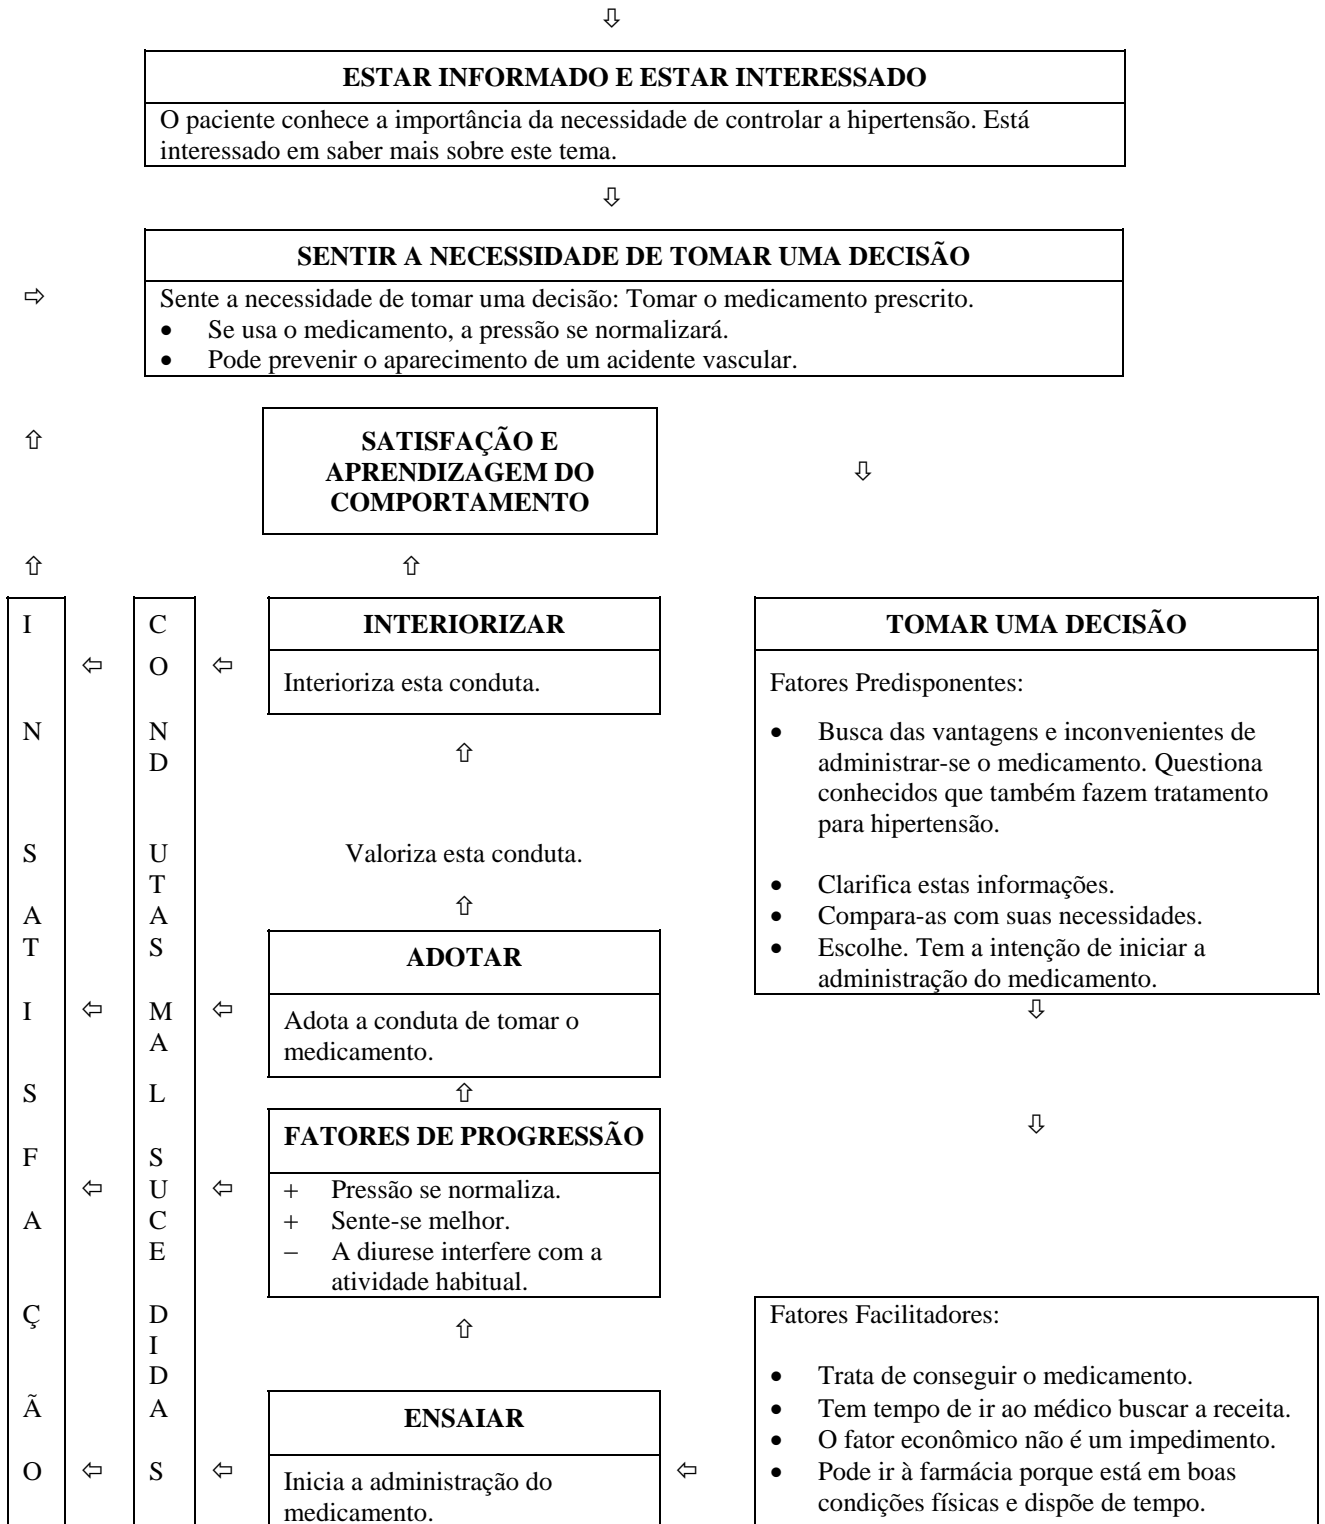 ⇩
ESTAR INFORMADO E ESTAR INTERESSADO
O paciente conhece a importância da necessidade de controlar a hipertensão. Está
interessado em saber mais sobre este tema.
⇩
SENTIR A NECESSIDADE DE TOMAR UMA DECISÃO
⇨
Sente a necessidade de tomar uma decisão: Tomar o medicamento prescrito.
• Se usa o medicamento, a pressão se normalizará.
• Pode prevenir o aparecimento de um acidente vascular.
⇧
SATISFAÇÃO E
APRENDIZAGEM DO
COMPORTAMENTO
⇩
⇧
⇧
INSATISFAÇÃO
CONDUTAS MAL SUCEDIDAS
INTERIORIZAR
Interioriza esta conduta.
⇧
Valoriza esta conduta.
⇧
ADOTAR
Adota a conduta de tomar o
medicamento.
⇧
FATORES DE PROGRESSÃO
+ Pressão se normaliza.
+ Sente-se melhor.
− A diurese interfere com a
atividade habitual.
⇧
ENSAIAR
Inicia a administração do
medicamento.
TOMAR UMA DECISÃO
Fatores Predisponentes:
• Busca das vantagens e inconvenientes de
administrar-se o medicamento. Questiona
conhecidos que também fazem tratamento
para hipertensão.
• Clarifica estas informações.
• Compara-as com suas necessidades.
• Escolhe. Tem a intenção de iniciar a
administração do medicamento.
⇩
⇩
Fatores Facilitadores:
• Trata de conseguir o medicamento.
• Tem tempo de ir ao médico buscar a receita.
• O fator econômico não é um impedimento.
• Pode ir à farmácia porque está em boas
condições físicas e dispõe de tempo.